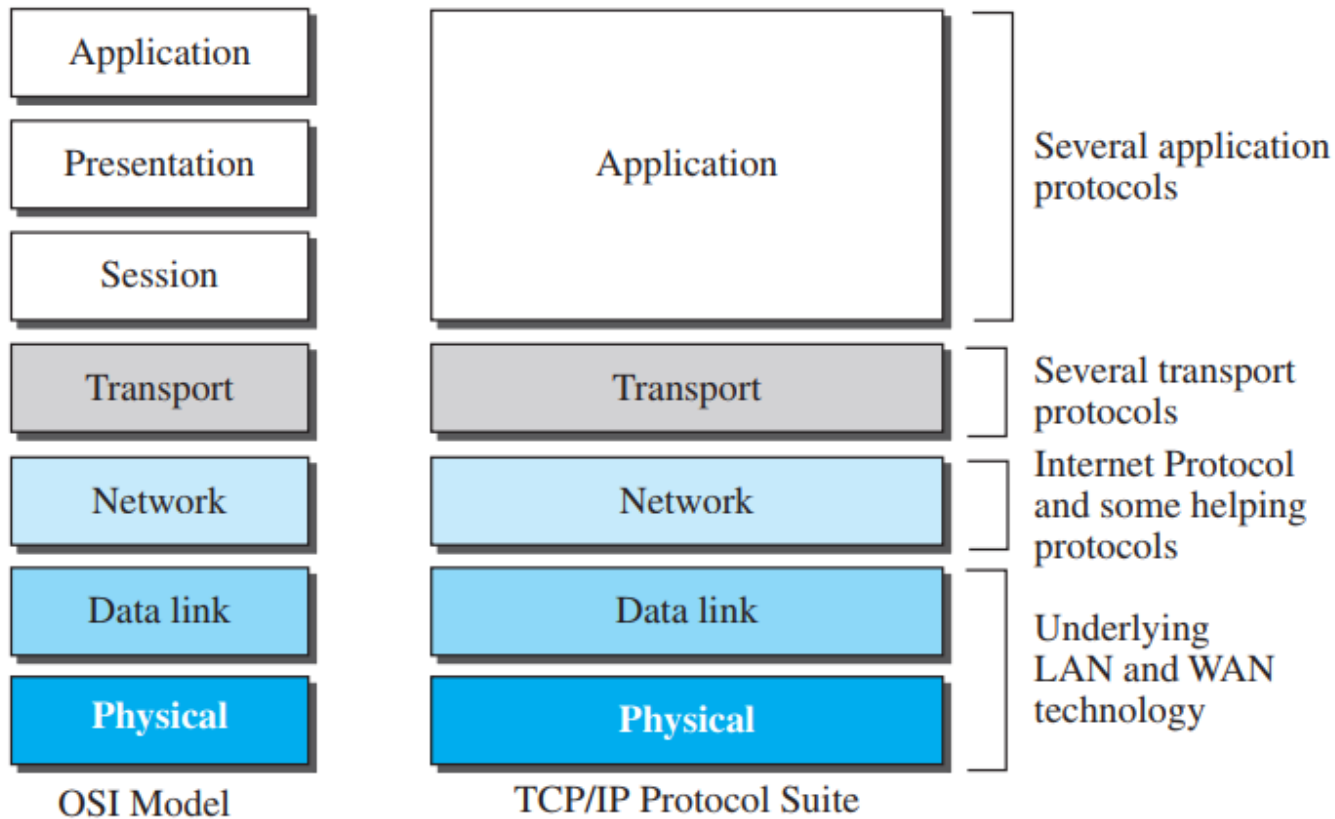 Application
Presentation
Session
Transport
Network
Data link
Physical
OSI Model
Application
Transport
Network
Data link
Physical
TCP/IP Protocol Suite
Several application
protocols
Several transport
protocols
Internet Protocol
and some helping
protocols
Underlying
LAN and WAN
technology